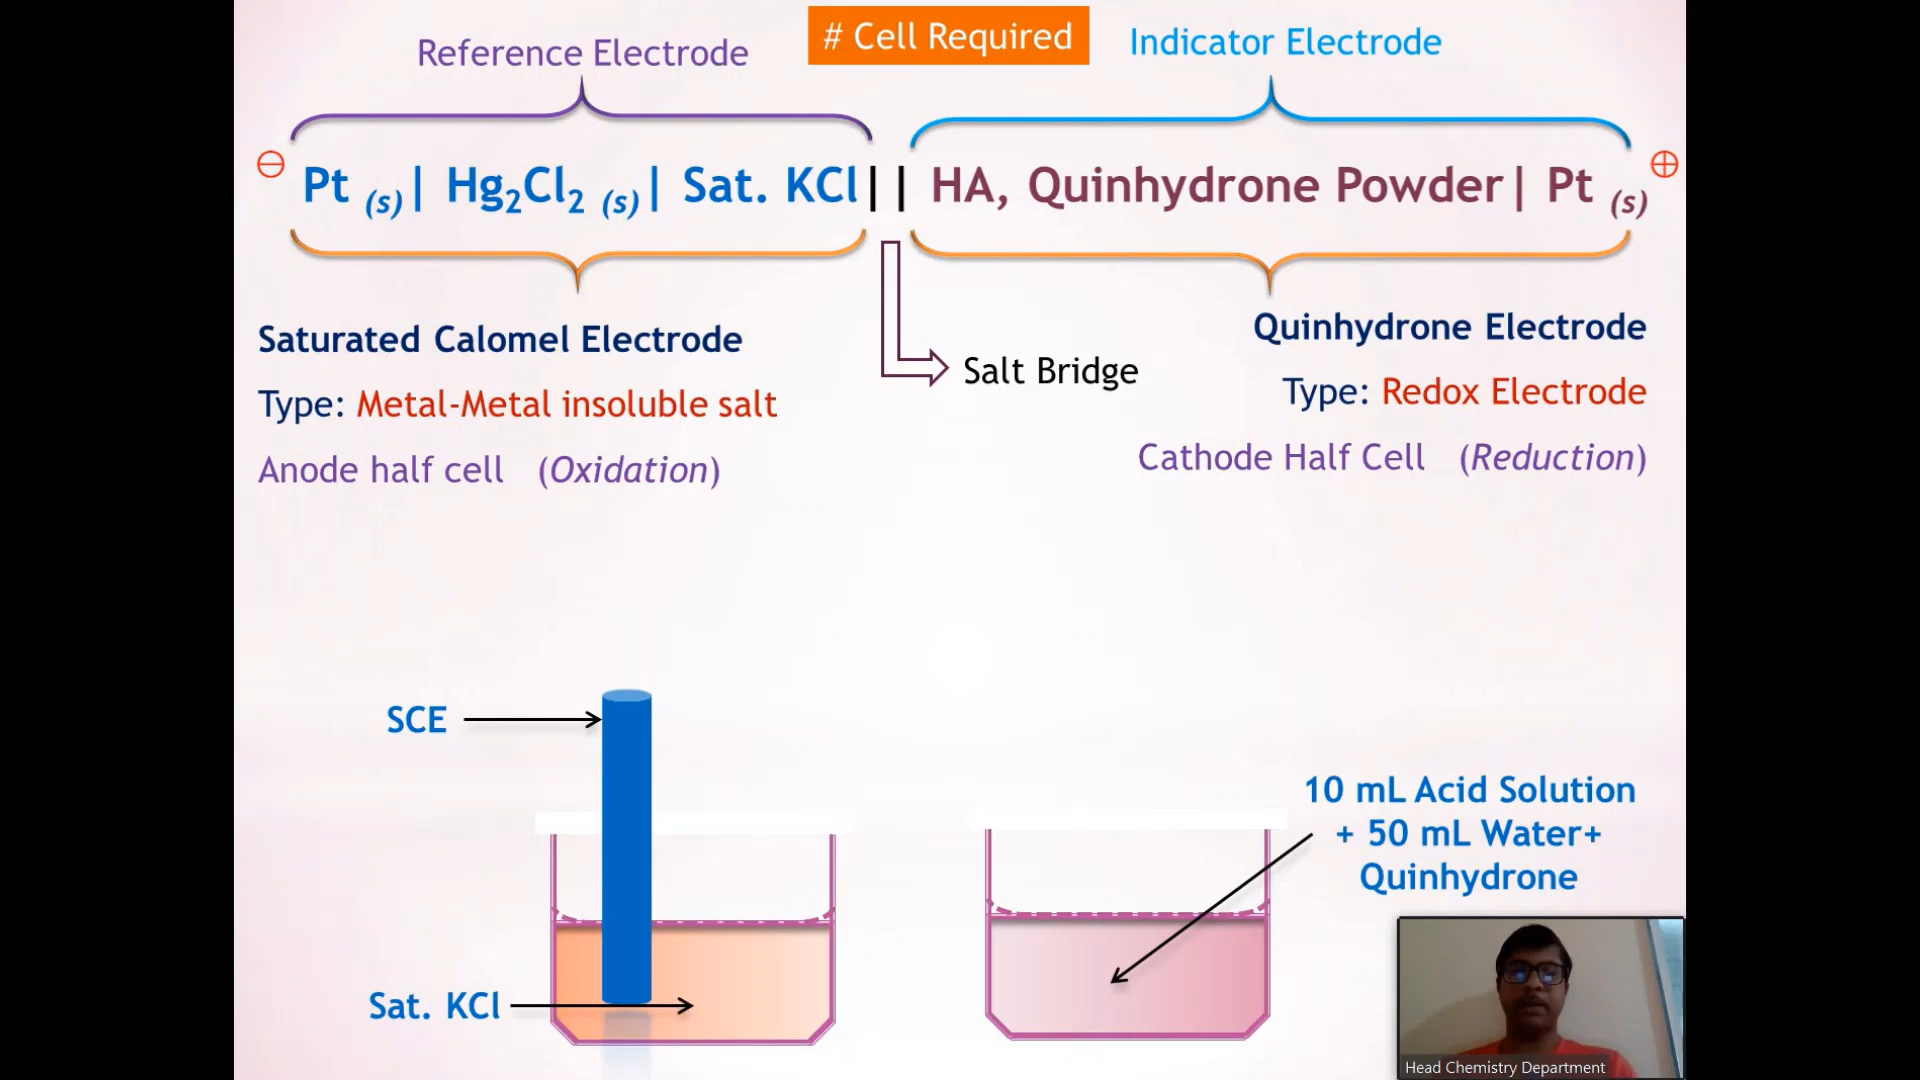 # Cell Required
Reference Electrode
Indicator Electrode
⊖ Pt (s)| Hg₂Cl₂ (s)| Sat. KCl|| HA, Quinhydrone Powder| Pt (s) ⊕
Saturated Calomel Electrode
Type: Metal-Metal insoluble salt
Anode half cell (Oxidation)
Salt Bridge
Quinhydrone Electrode
Type: Redox Electrode
Cathode Half Cell (Reduction)
SCE
Sat. KCl
10 mL Acid Solution
+ 50 mL Water+
Quinhydrone
Head Chemistry Department